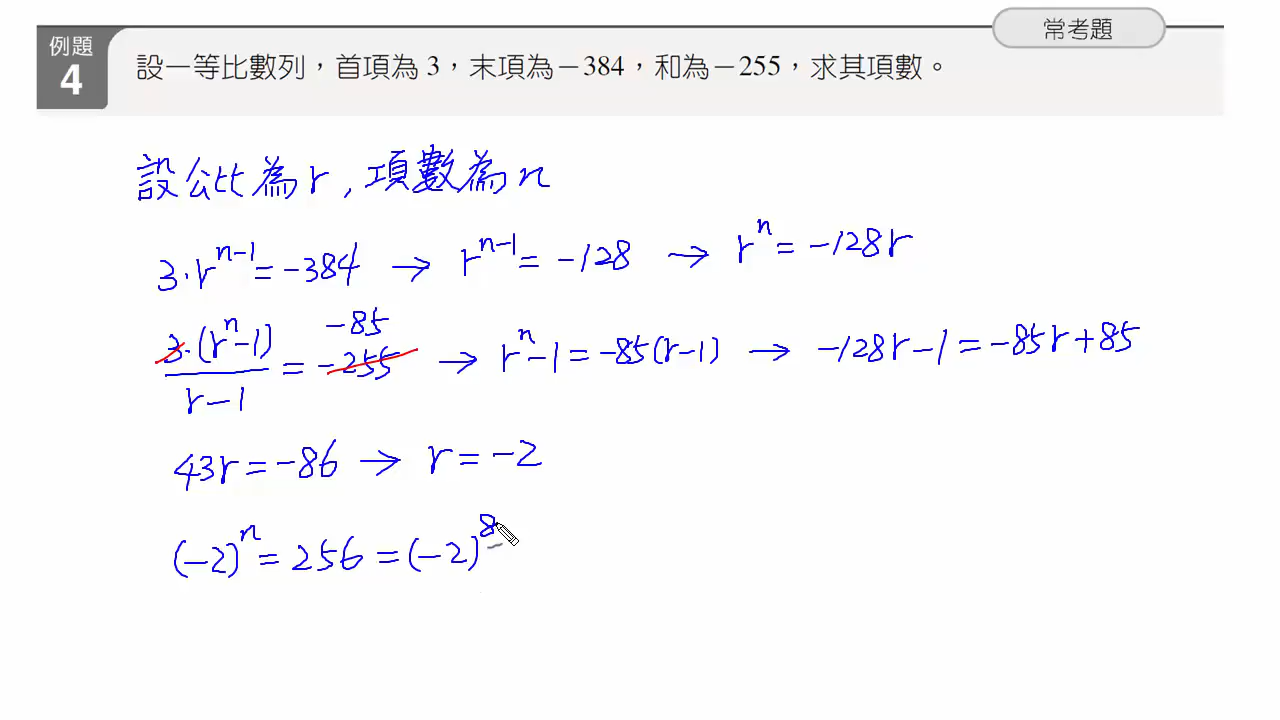 常考題
例題
4
設一等比數列，首項為 3，末項為－384，和為－255，求其項數。
設公比為r，項數為n
3·r^{n-1}=-384 → r^{n-1}=-128 → r^n=-128r
\frac{3·(r^n-1)}{r-1}=-255 -85 → r^n-1=-85(r-1) → -128r-1=-85r+85
43r=-86 → r=-2
(-2)^n=256=(-2)^8